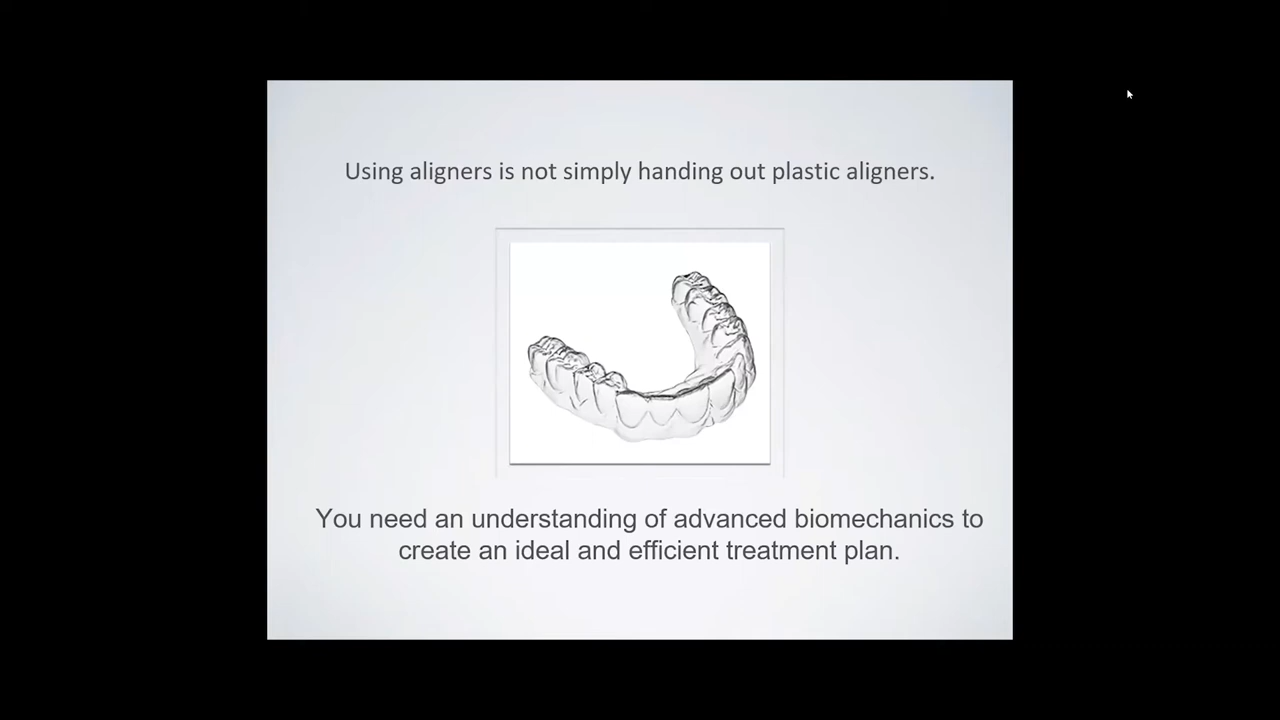 Using aligners is not simply handing out plastic aligners.
You need an understanding of advanced biomechanics to
create an ideal and efficient treatment plan.